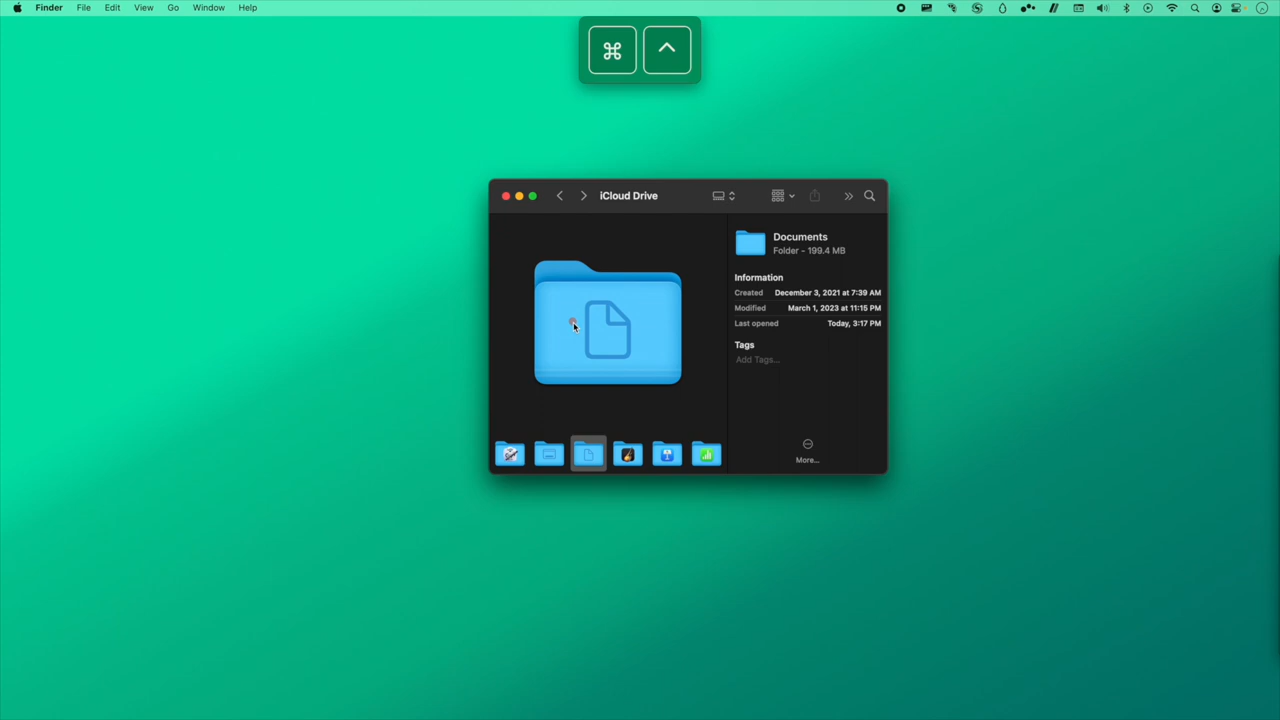 Finder File Edit View Go Window Help
⌘ ^
iCloud Drive
Documents
Folder - 199.4 MB
Information
Created December 3, 2021 at 7:39 AM
Modified March 1, 2023 at 11:15 PM
Last opened Today, 3:17 PM
Tags
Add Tags...
More...